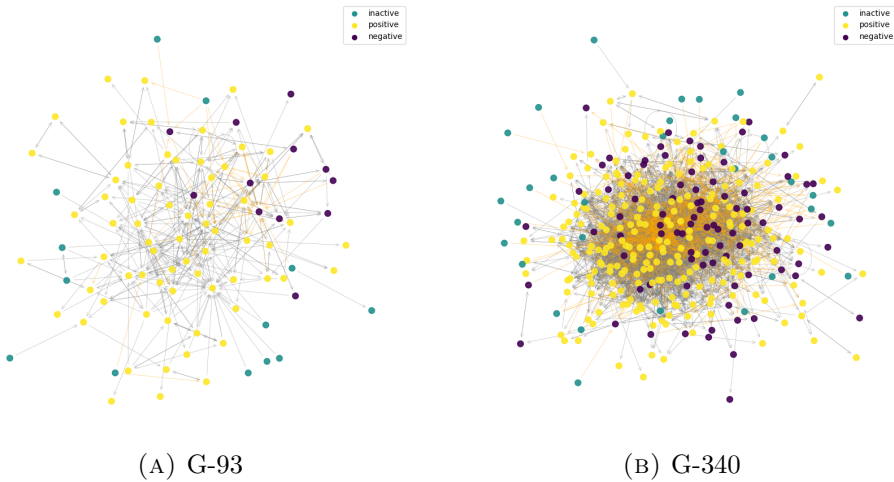 inactive
positive
negative
inactive
positive
negative
(A) G-93
(B) G-340